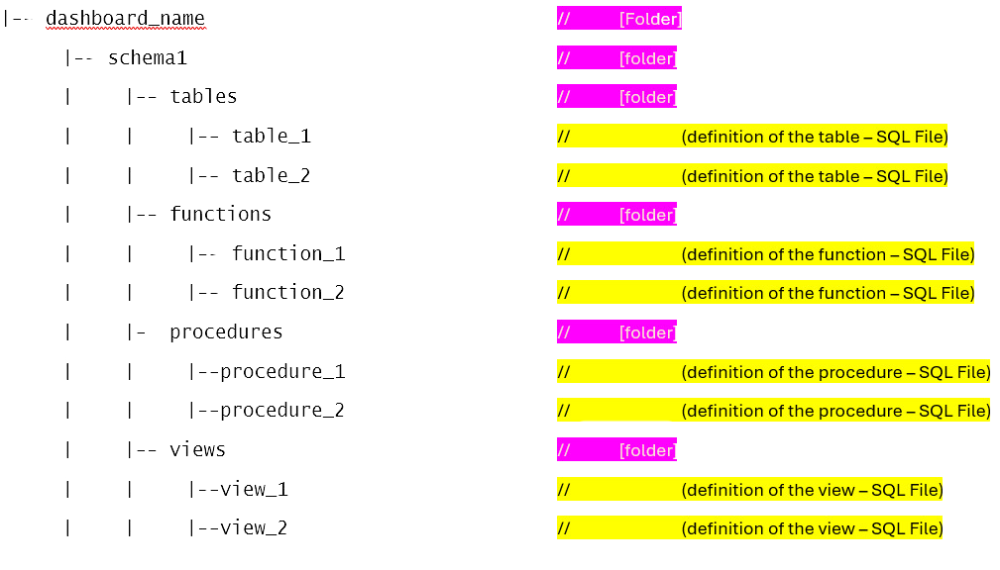 |-- dashboard_name // [Folder]
|-- schema1 // [folder]
| |-- tables // [folder]
| | |-- table_1 // (definition of the table – SQL File)
| | |-- table_2 // (definition of the table – SQL File)
| |-- functions // [folder]
| | |-- function_1 // (definition of the function – SQL File)
| | |-- function_2 // (definition of the function – SQL File)
| |- procedures // [folder]
| | |--procedure_1 // (definition of the procedure – SQL File)
| | |--procedure_2 // (definition of the procedure – SQL File)
| |-- views // [folder]
| | |--view_1 // (definition of the view – SQL File)
| | |--view_2 // (definition of the view – SQL File)